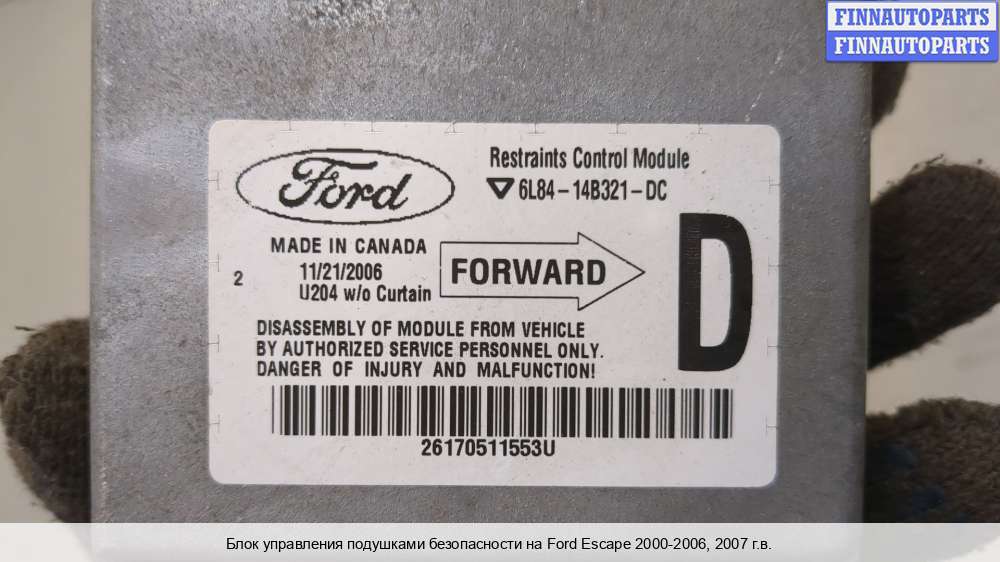 FINNAUTOPARTS
FINNAUTOPARTS
Ford
Restraints Control Module
6L84-14B321-DC
MADE IN CANADA
11/21/2006
2
U204 w/o Curtain
FORWARD
D
DISASSEMBLY OF MODULE FROM VEHICLE
BY AUTHORIZED SERVICE PERSONNEL ONLY.
DANGER OF INJURY AND MALFUNCTION!
26170511553U
Блок управления подушками безопасности на Ford Escape 2000-2006, 2007 г.в.